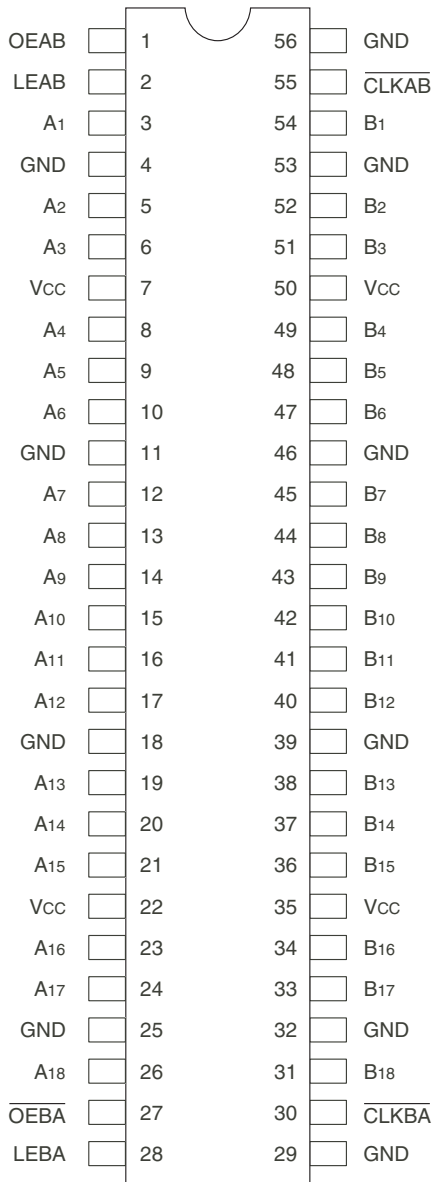 OEAB 1 56 GND
LEAB 2 55 CLKAB
A1 3 54 B1
GND 4 53 GND
A2 5 52 B2
A3 6 51 B3
VCC 7 50 VCC
A4 8 49 B4
A5 9 48 B5
A6 10 47 B6
GND 11 46 GND
A7 12 45 B7
A8 13 44 B8
A9 14 43 B9
A10 15 42 B10
A11 16 41 B11
A12 17 40 B12
GND 18 39 GND
A13 19 38 B13
A14 20 37 B14
A15 21 36 B15
VCC 22 35 VCC
A16 23 34 B16
A17 24 33 B17
GND 25 32 GND
A18 26 31 B18
OEBA 27 30 CLKBA
LEBA 28 29 GND